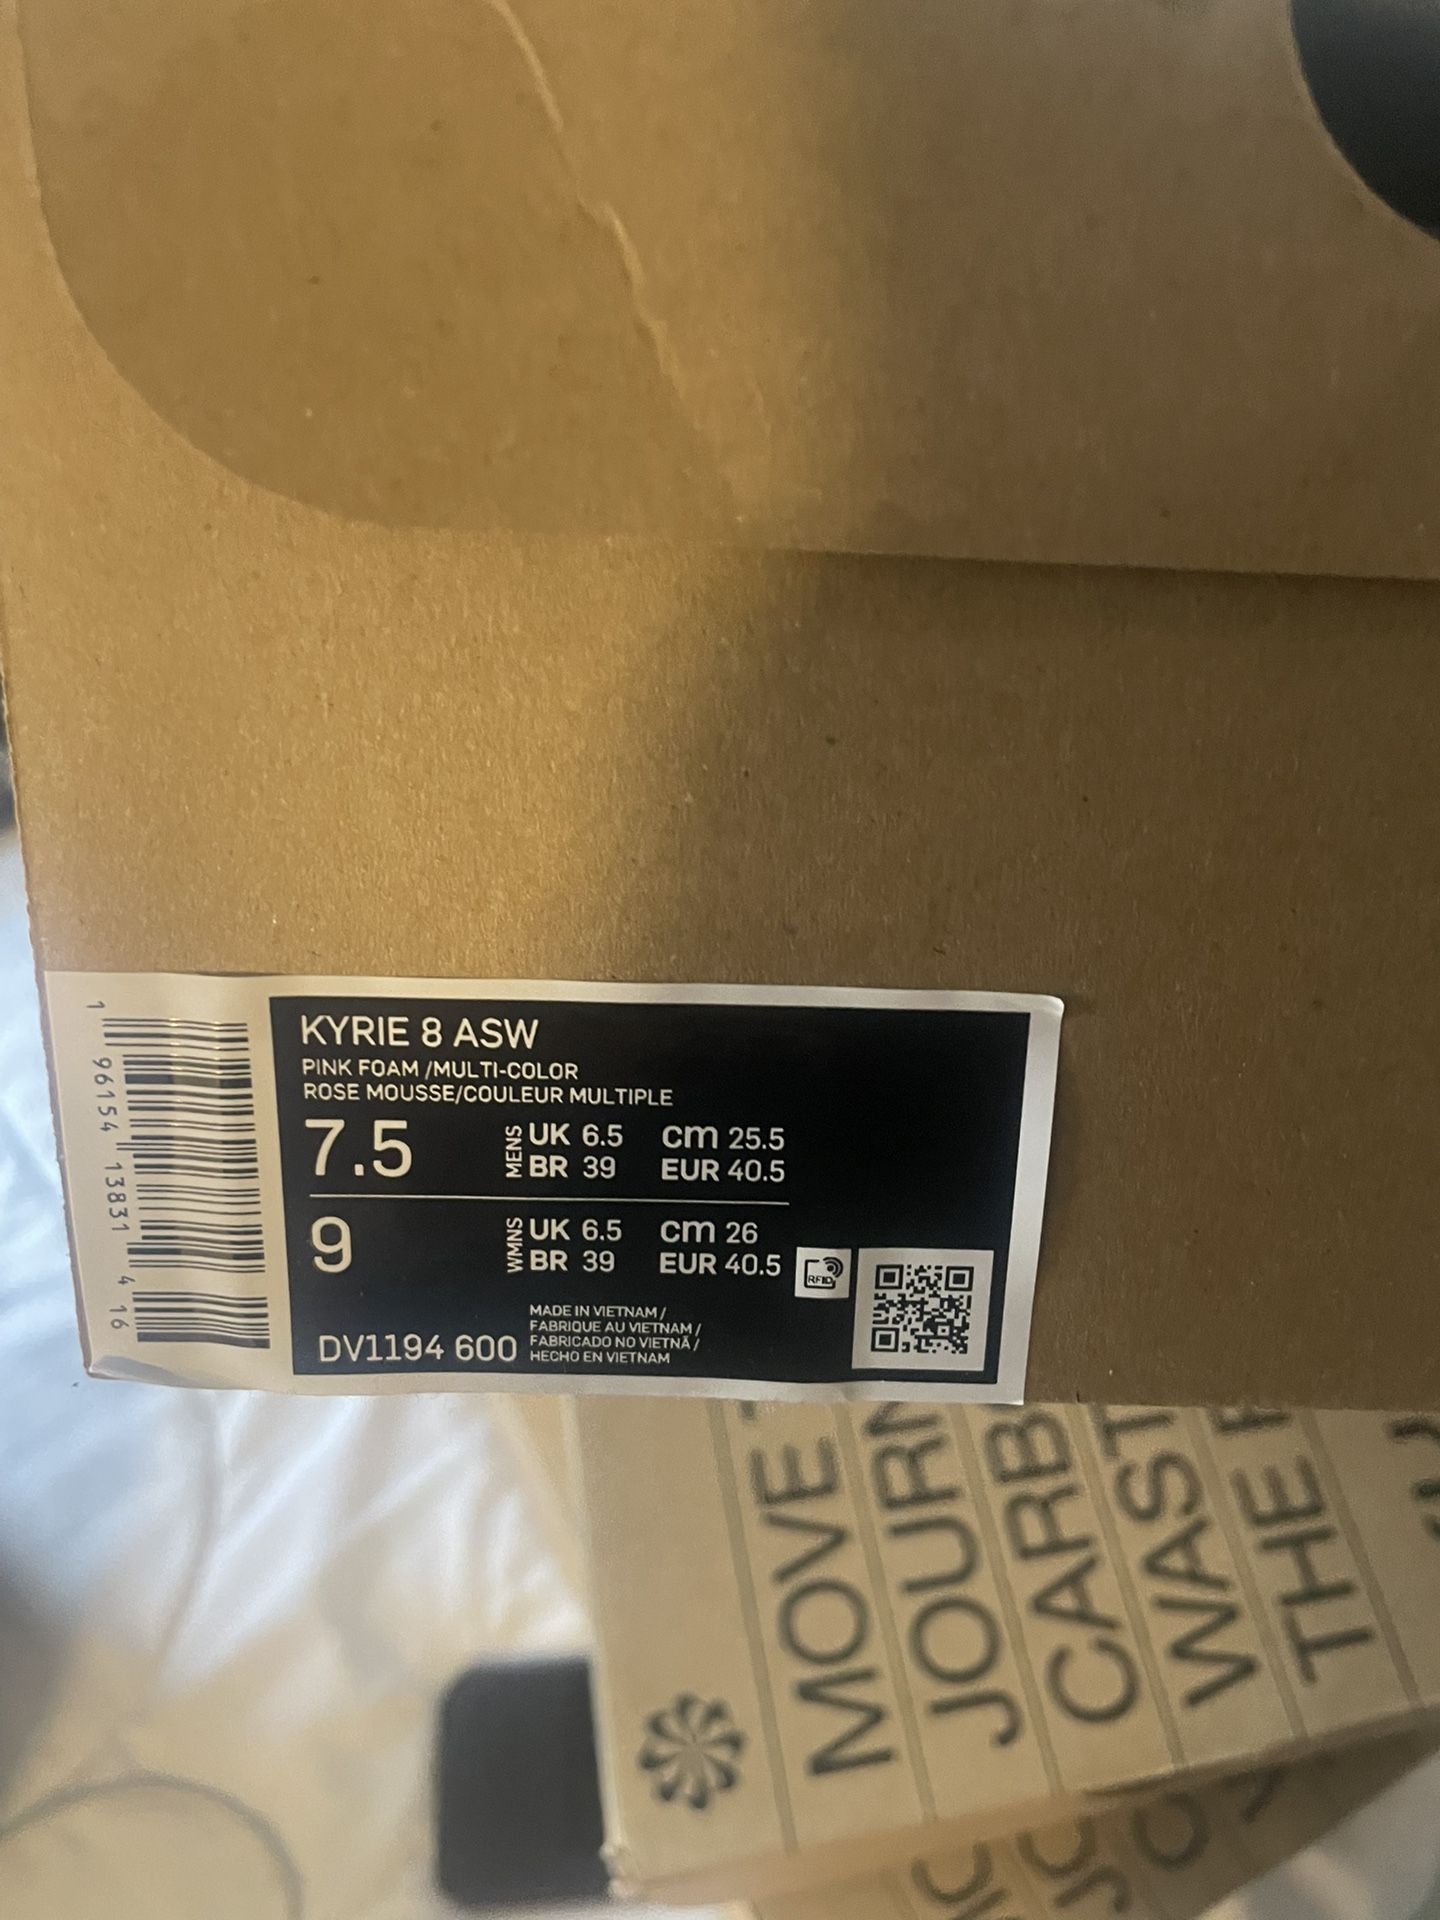 KYRIE 8 ASW
PINK FOAM /MULTI-COLOR
ROSE MOUSSE/COULEUR MULTIPLE
7.5 MENS UK 6.5 cm 25.5
BR 39 EUR 40.5
9 WMNS UK 6.5 cm 26
BR 39 EUR 40.5
RFID
MADE IN VIETNAM /
FABRIQUE AU VIETNAM /
FABRICADO NO VIETNÃ /
HECHO EN VIETNAM
DV1194 600
1 96154 13831 4 16
MOVE
CARB
WAST
THE